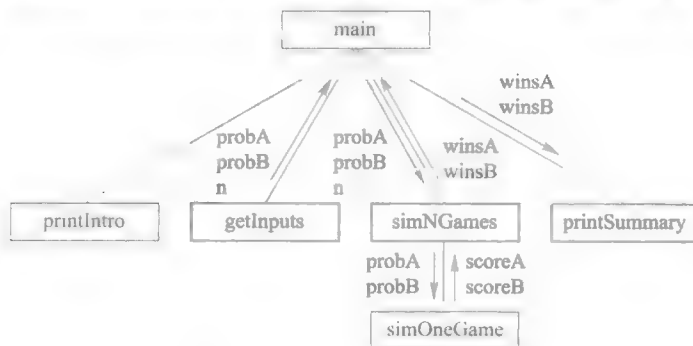 main
winsA
winsB
probA
probB
n
probA
probB
n
winsA
winsB
printIntro
getInputs
simNGames
printSummary
probA
probB
scoreA
scoreB
simOneGame